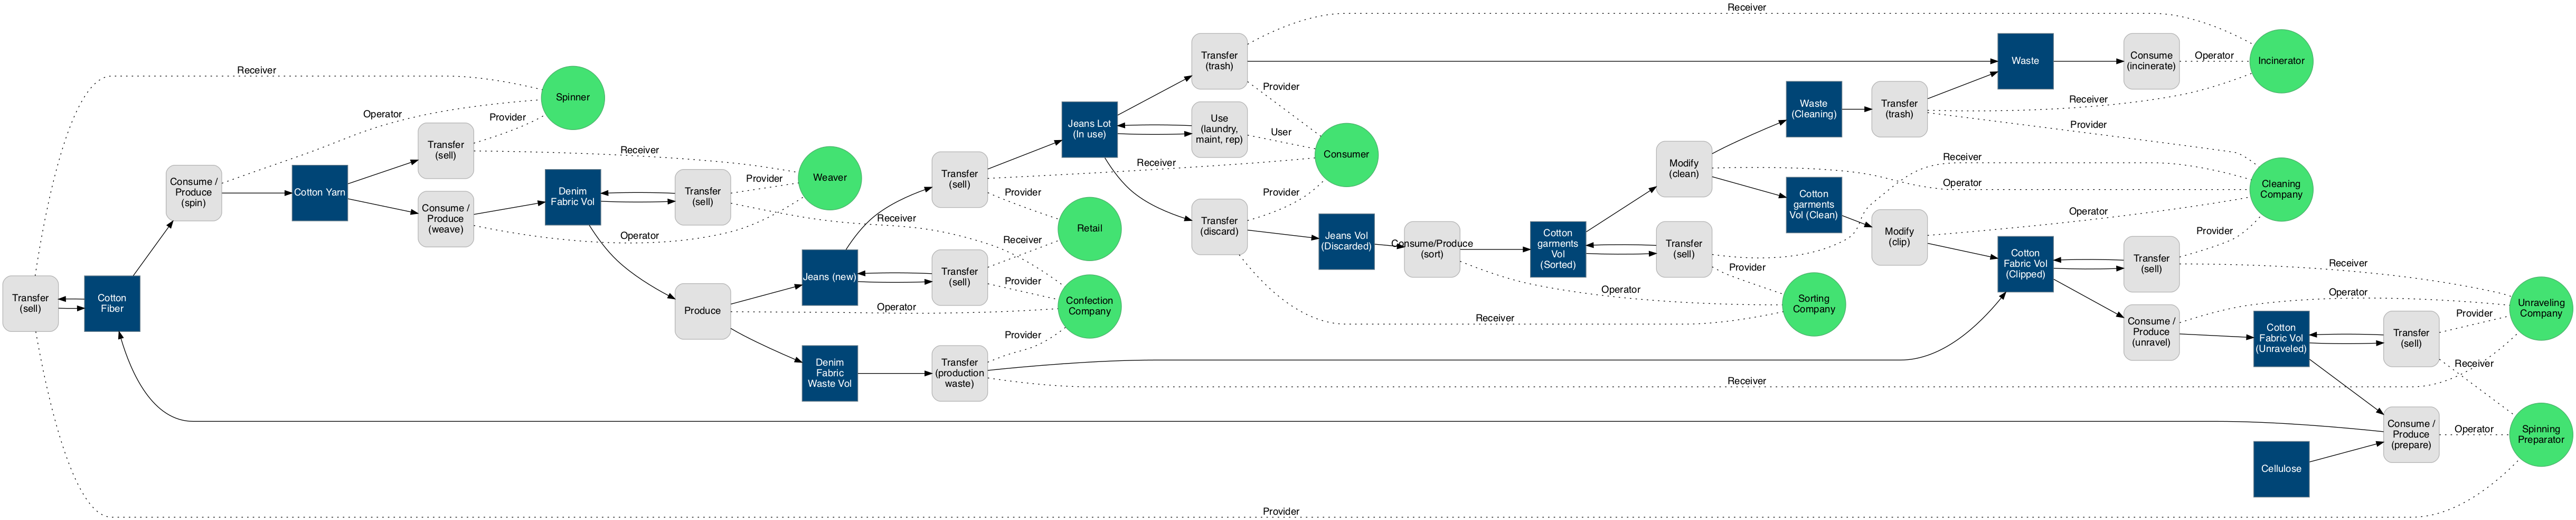 Receiver
Spinner
Operator
Provider
Transfer
(sell)
Receiver
Weaver
Consume /
Produce
(spin)
Cotton Yarn
Consume /
Produce
(weave)
Denim
Fabric Vol
Transfer
(sell)
Provider
Operator
Receiver
Transfer
(sell)
Cotton
Fiber
Produce
Jeans (new)
Operator
Denim
Fabric
Waste Vol
Transfer
(sell)
Receiver
Provider
Transfer
(sell)
Receiver
Provider
Retail
Confection
Company
Transfer
(production
waste)
Provider
Receiver
Jeans Lot
(In use)
Transfer
(trash)
Receiver
Provider
Use
(laundry,
maint, rep)
User
Consumer
Transfer
(discard)
Provider
Receiver
Jeans Vol
(Discarded)
Consume/Produce
(sort)
Operator
Cotton
garments
Vol
(Sorted)
Transfer
(sell)
Provider
Receiver
Sorting
Company
Modify
(clean)
Operator
Waste
(Cleaning)
Cotton
garments
Vol (Clean)
Transfer
(trash)
Receiver
Provider
Waste
Consume
(incinerate)
Operator
Incinerator
Modify
(clip)
Operator
Cleaning
Company
Cotton
Fabric Vol
(Clipped)
Transfer
(sell)
Provider
Receiver
Consume /
Produce
(unravel)
Operator
Unraveling
Company
Cotton
Fabric Vol
(Unraveled)
Transfer
(sell)
Provider
Receiver
Consume /
Produce
(prepare)
Operator
Spinning
Preparator
Cellulose
Provider